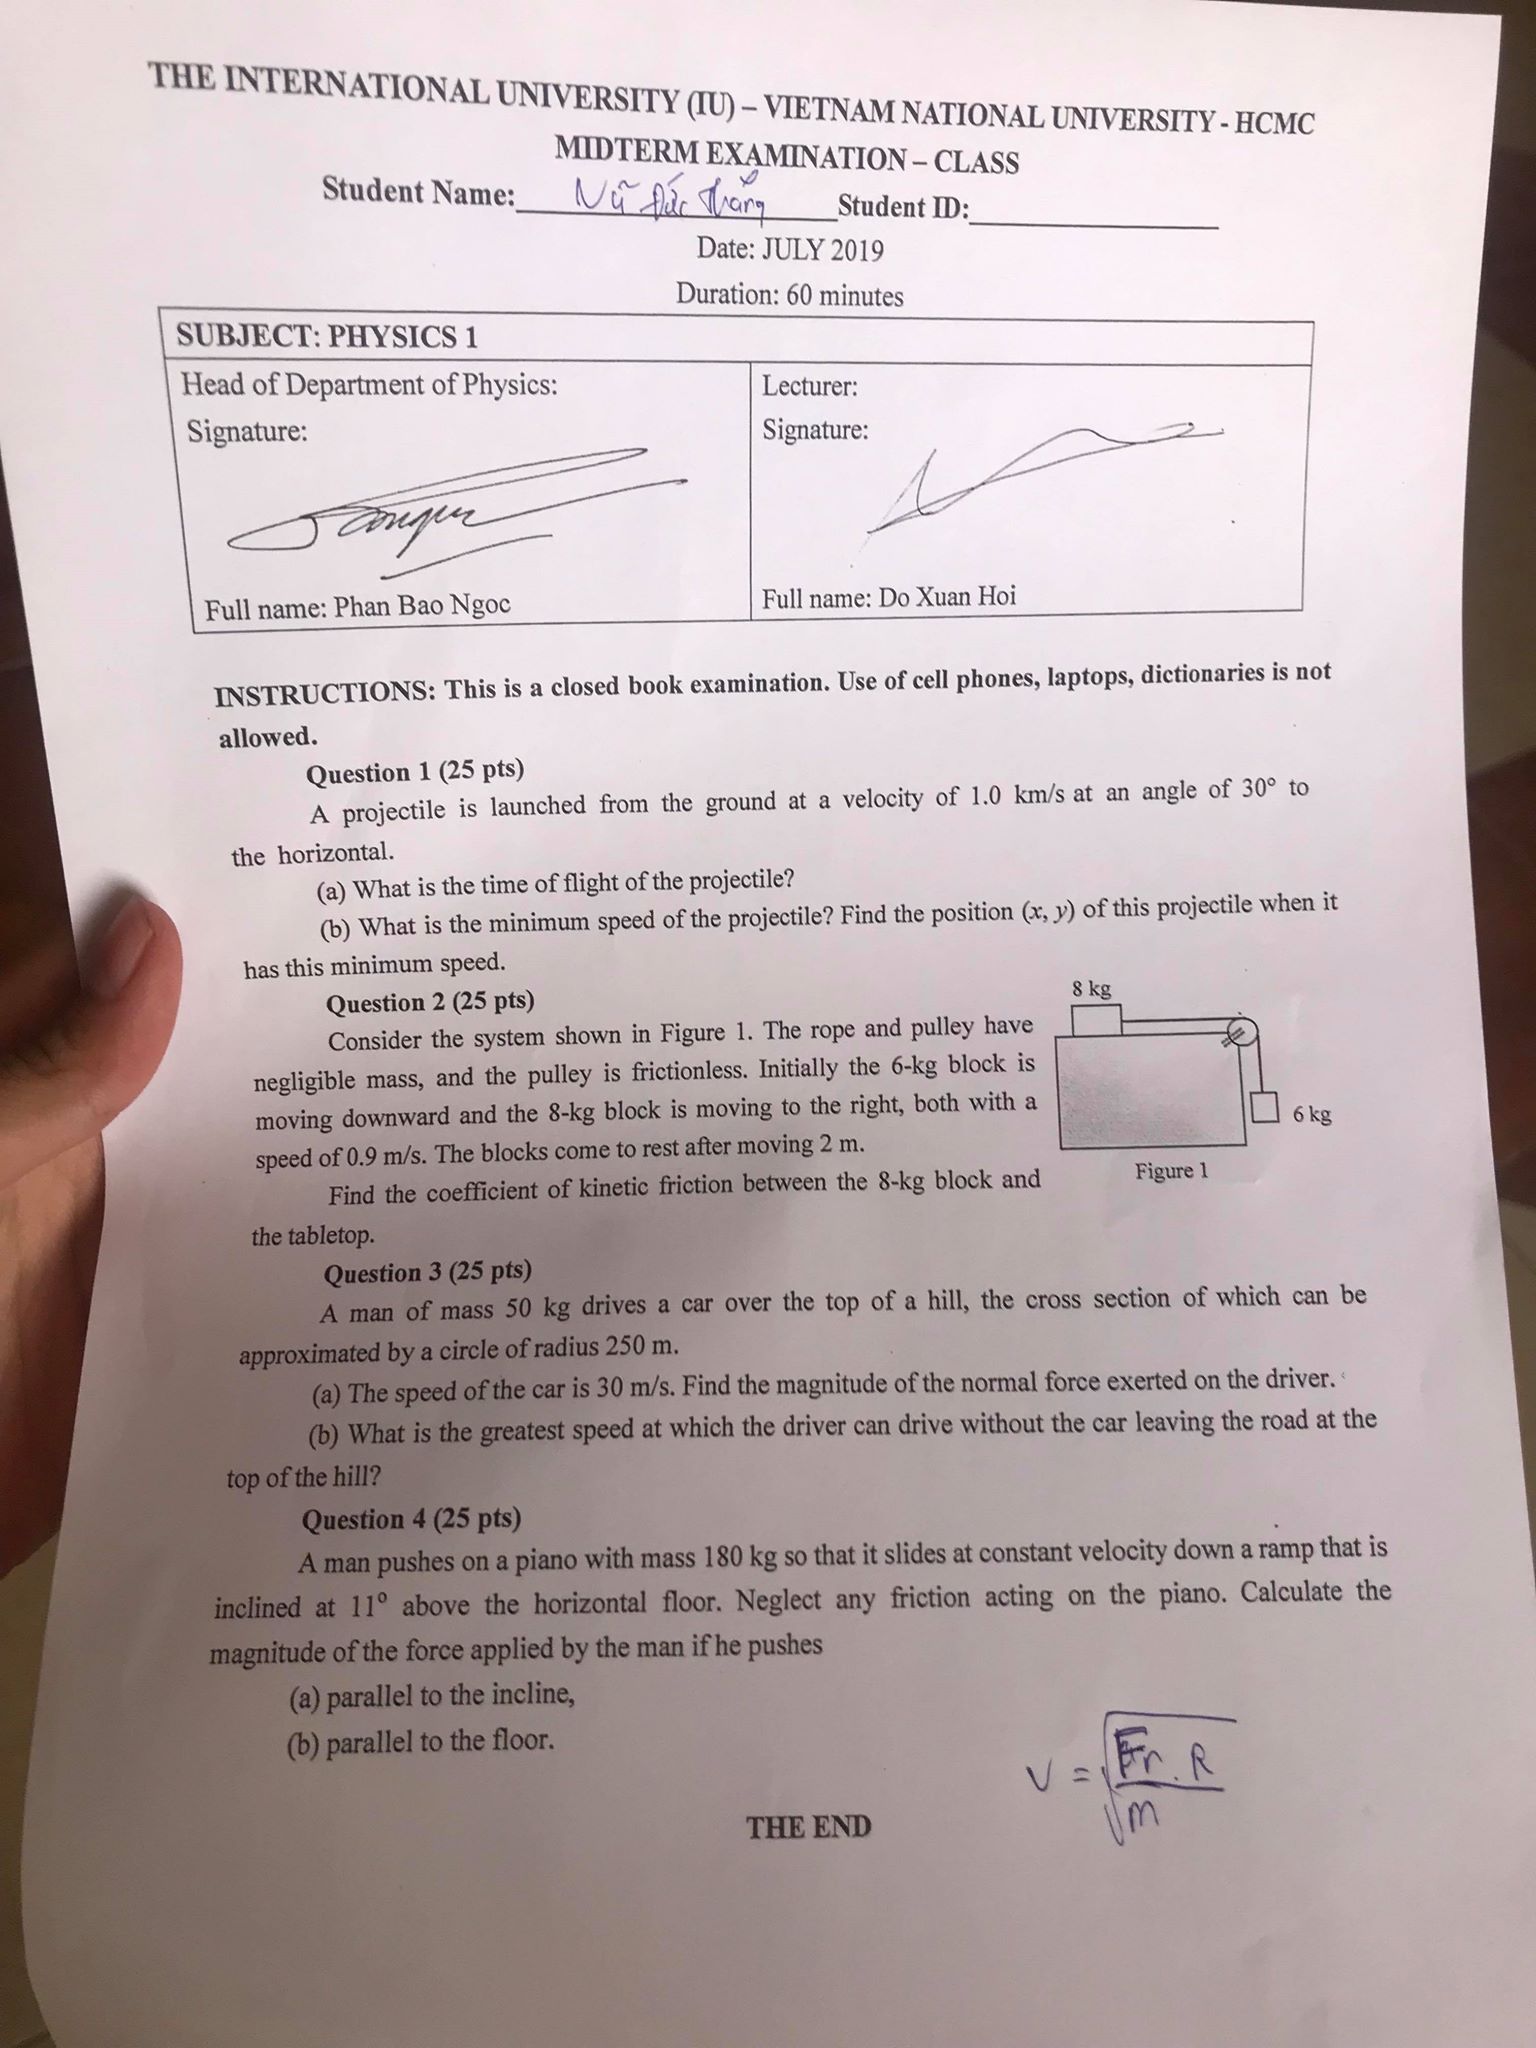 THE INTERNATIONAL UNIVERSITY (IU) – VIETNAM NATIONAL UNIVERSITY - HCMC
MIDTERM EXAMINATION – CLASS
Student Name: Đức Thắng Student ID:
Date: JULY 2019
Duration: 60 minutes
SUBJECT: PHYSICS 1
Head of Department of Physics:
Signature:
Full name: Phan Bao Ngoc
Lecturer:
Signature:
Full name: Do Xuan Hoi
INSTRUCTIONS: This is a closed book examination. Use of cell phones, laptops, dictionaries is not
allowed.
Question 1 (25 pts)
A projectile is launched from the ground at a velocity of 1.0 km/s at an angle of 30° to
the horizontal.
(a) What is the time of flight of the projectile?
(b) What is the minimum speed of the projectile? Find the position (x, y) of this projectile when it
has this minimum speed.
Question 2 (25 pts)
Consider the system shown in Figure 1. The rope and pulley have
negligible mass, and the pulley is frictionless. Initially the 6-kg block is
moving downward and the 8-kg block is moving to the right, both with a
speed of 0.9 m/s. The blocks come to rest after moving 2 m.
Find the coefficient of kinetic friction between the 8-kg block and
the tabletop.
8 kg
6 kg
Figure 1
Question 3 (25 pts)
A man of mass 50 kg drives a car over the top of a hill, the cross section of which can be
approximated by a circle of radius 250 m.
(a) The speed of the car is 30 m/s. Find the magnitude of the normal force exerted on the driver.
(b) What is the greatest speed at which the driver can drive without the car leaving the road at the
top of the hill?
Question 4 (25 pts)
A man pushes on a piano with mass 180 kg so that it slides at constant velocity down a ramp that is
inclined at 11° above the horizontal floor. Neglect any friction acting on the piano. Calculate the
magnitude of the force applied by the man if he pushes
(a) parallel to the incline,
(b) parallel to the floor.
V = √ Fr . R
m
THE END